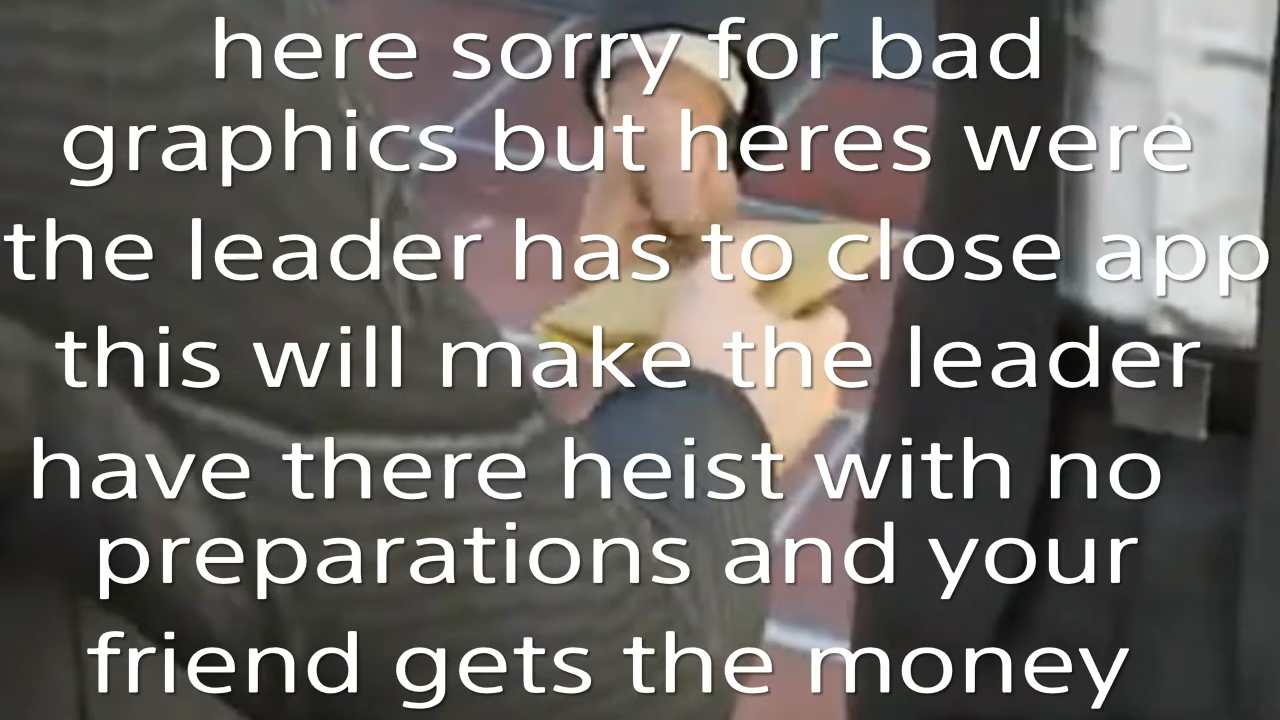 here sorry for bad
graphics but heres were
the leader has to close app
this will make the leader
have there heist with no
preparations and your
friend gets the money